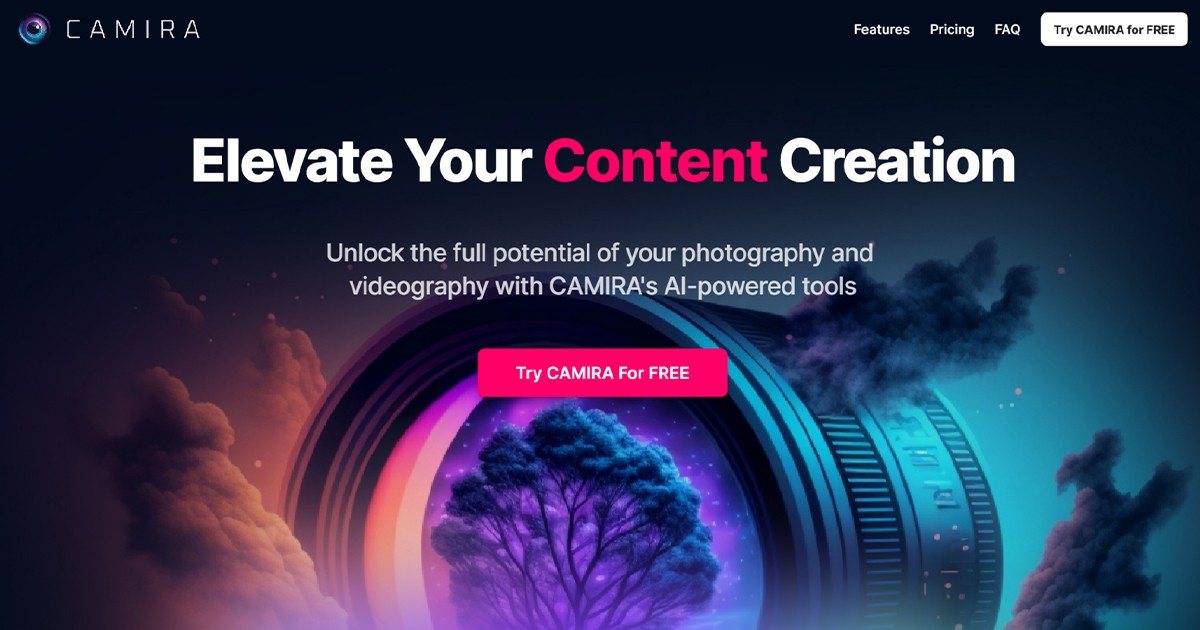 CAMIRA
Features
Pricing
FAQ
Try CAMIRA for FREE
Elevate Your Content Creation
Unlock the full potential of your photography and
videography with CAMIRA's AI-powered tools
Try CAMIRA For FREE